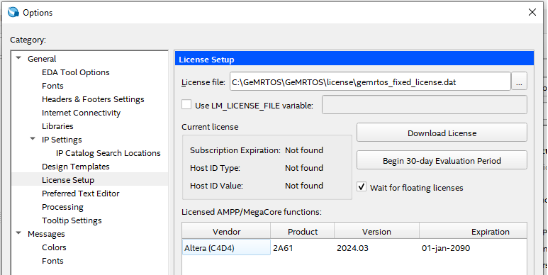 Options
Category:
General
EDA Tool Options
Fonts
Headers & Footers Settings
Internet Connectivity
Libraries
IP Settings
IP Catalog Search Locations
Design Templates
License Setup
Preferred Text Editor
Processing
Tooltip Settings
Messages
Colors
Fonts
License Setup
License file: C:\GeMRTOS\GeMRTOS\license\gemrtos_fixed_license.dat ...
Use LM_LICENSE_FILE variable:
Current license
Subscription Expiration: Not found
Host ID Type: Not found
Host ID Value: Not found
Download License
Begin 30-day Evaluation Period
Wait for floating licenses
Licensed AMPP/MegaCore functions:
Vendor Product Version Expiration
Altera (C4D4) 2A61 2024.03 01-jan-2090